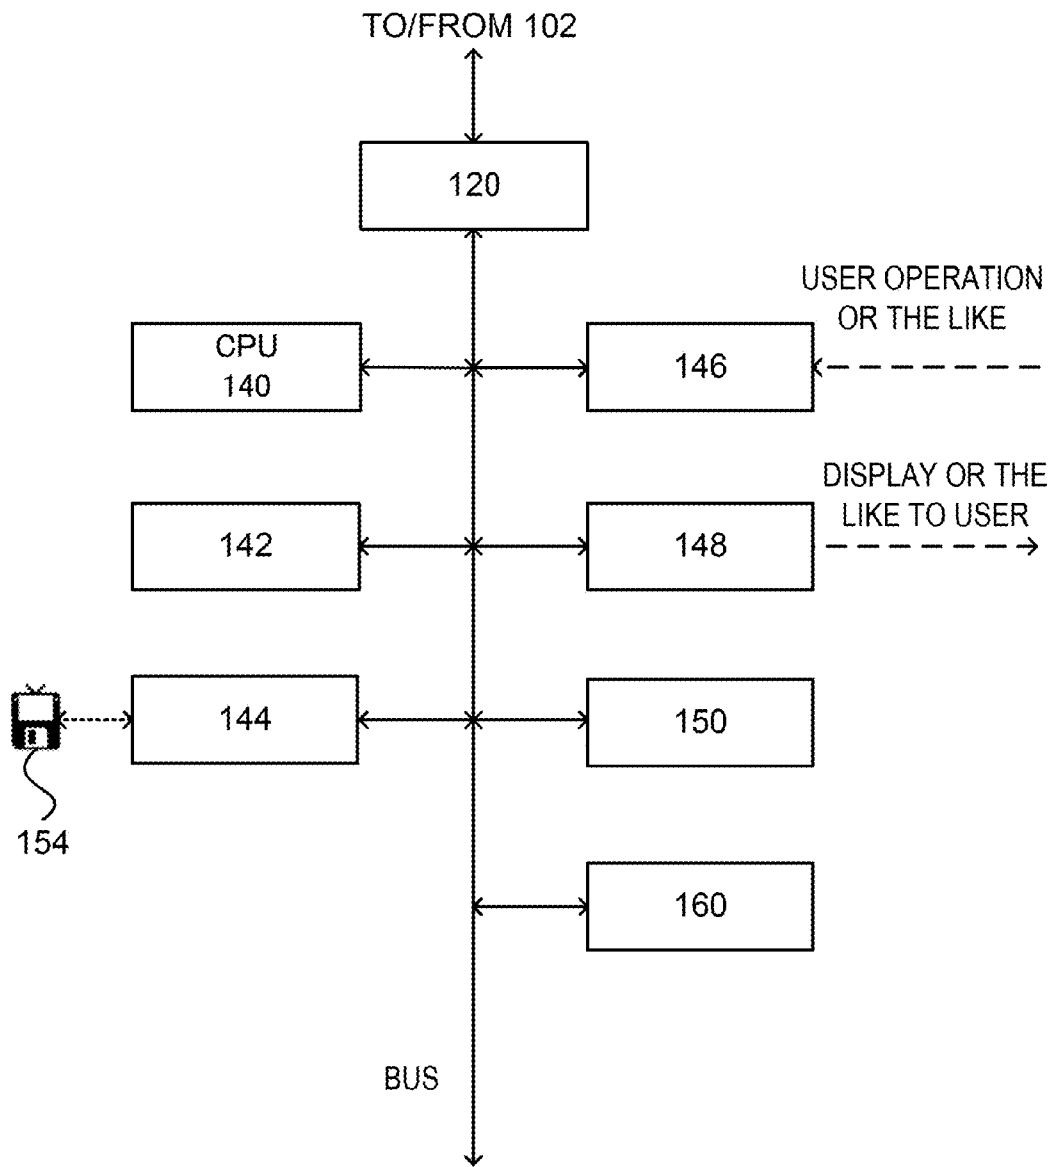 TO/FROM 102
120
USER OPERATION
OR THE LIKE
CPU
140
146
DISPLAY OR THE
LIKE TO USER
142
148
144
150
154
160
BUS